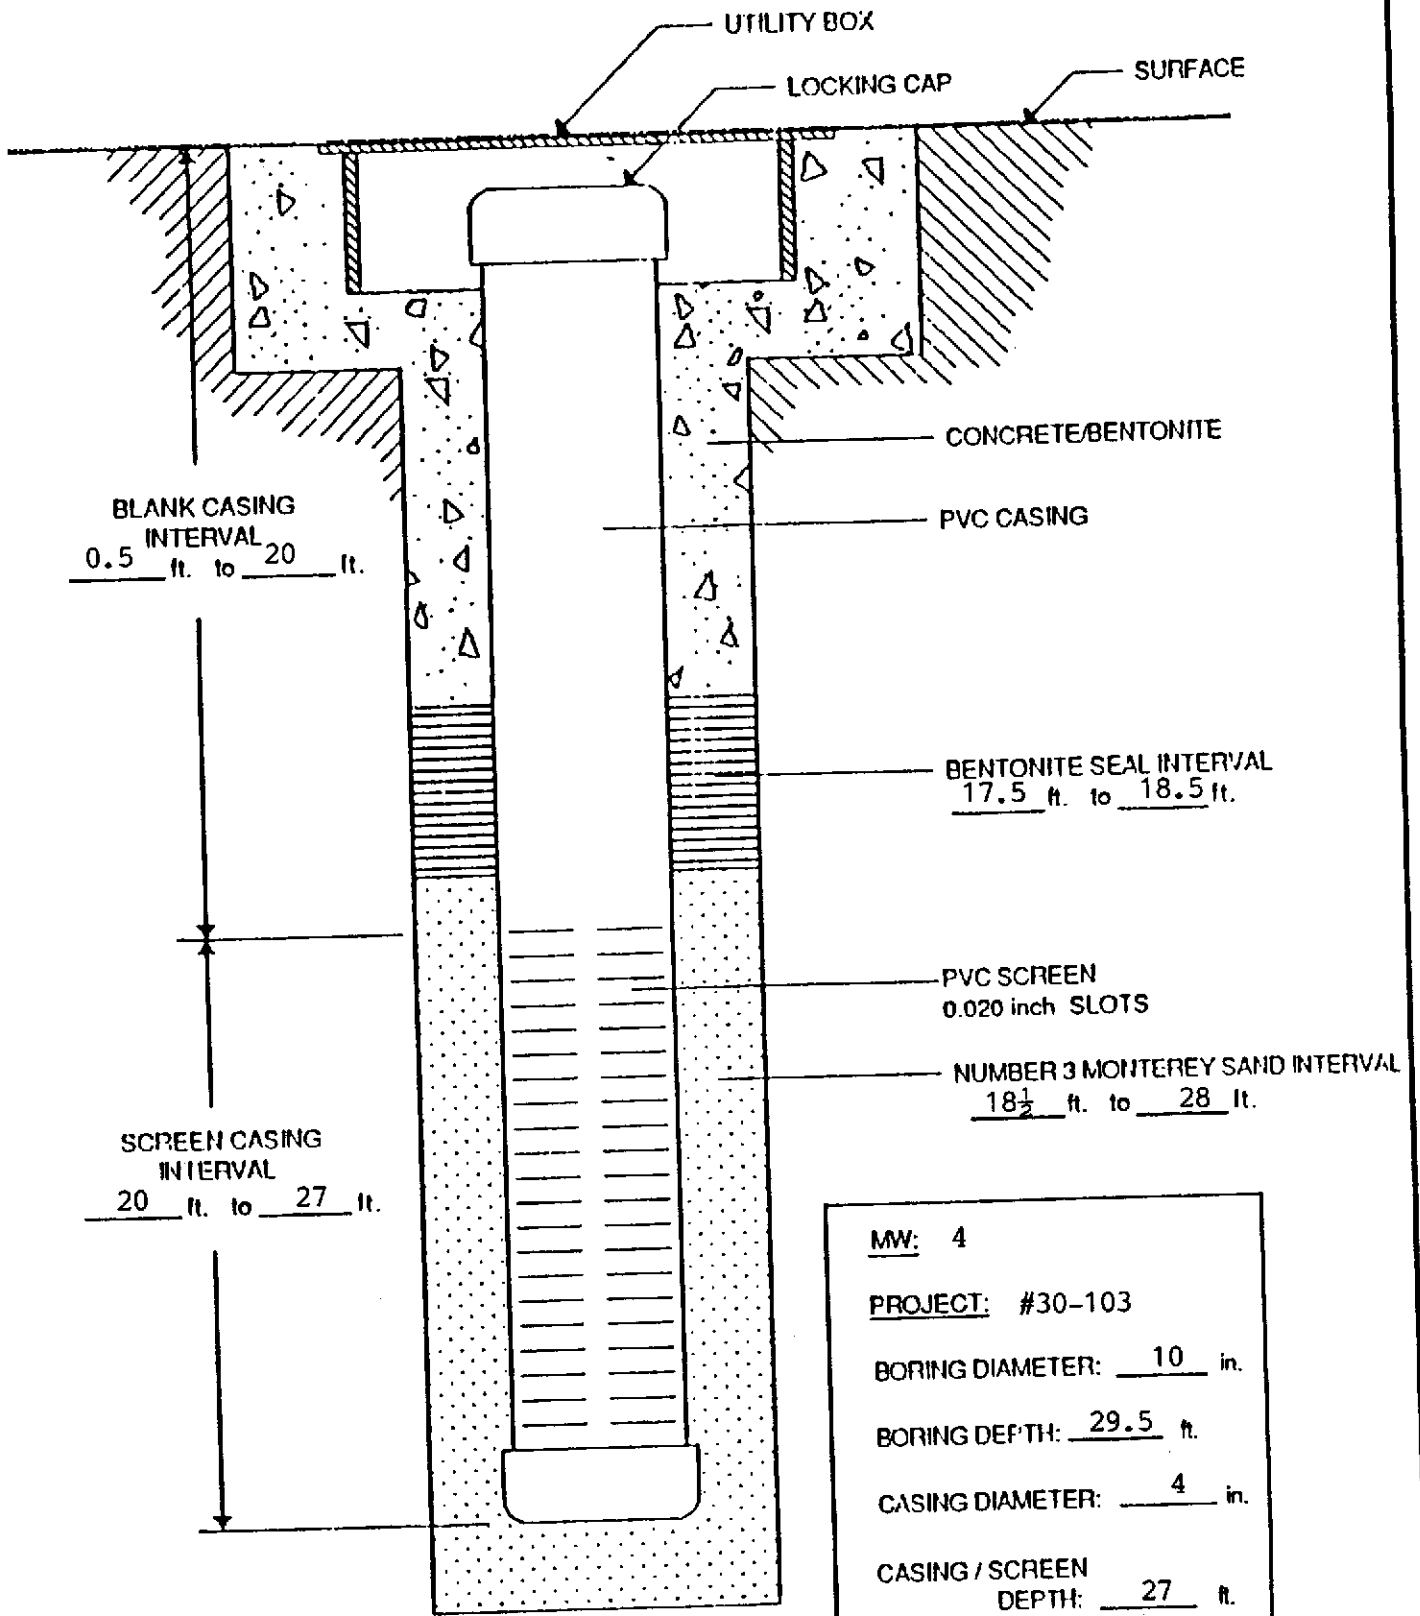 UTILITY BOX
LOCKING CAP
SURFACE
CONCRETE/BENTONITE
PVC CASING
BLANK CASING
INTERVAL
0.5 ft. to 20 ft.
BENTONITE SEAL INTERVAL
17.5 ft. to 18.5 ft.
PVC SCREEN
0.020 inch SLOTS
NUMBER 3 MONTEREY SAND INTERVAL
18½ ft. to 28 ft.
SCREEN CASING
INTERVAL
20 ft. to 27 ft.
MW: 4
PROJECT: #30-103
BORING DIAMETER: 10 in.
BORING DEPTH: 29.5 ft.
CASING DIAMETER: 4 in.
CASING / SCREEN
DEPTH: 27 ft.